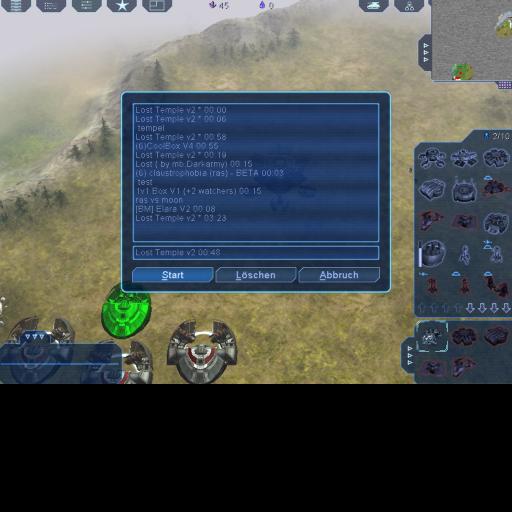 45
0
2/10
Lost Temple v2 * 00:00
Lost Temple v2 * 00:06
tempel
Lost Temple v2 * 00:58
(6)CoolBox V4 00:55
Lost Temple v2 * 00:19
Lost ( by mb.Darkarmy) 00:15
(6) claustrophobia (ras) - BETA 00:03
test
1v1 Box V1 (+2 watchers) 00:15
ras vs moon
[BM] Elara V2 00:08
Lost Temple v2 * 03:23
Lost Temple v2 00:48
Start
Löschen
Abbruch